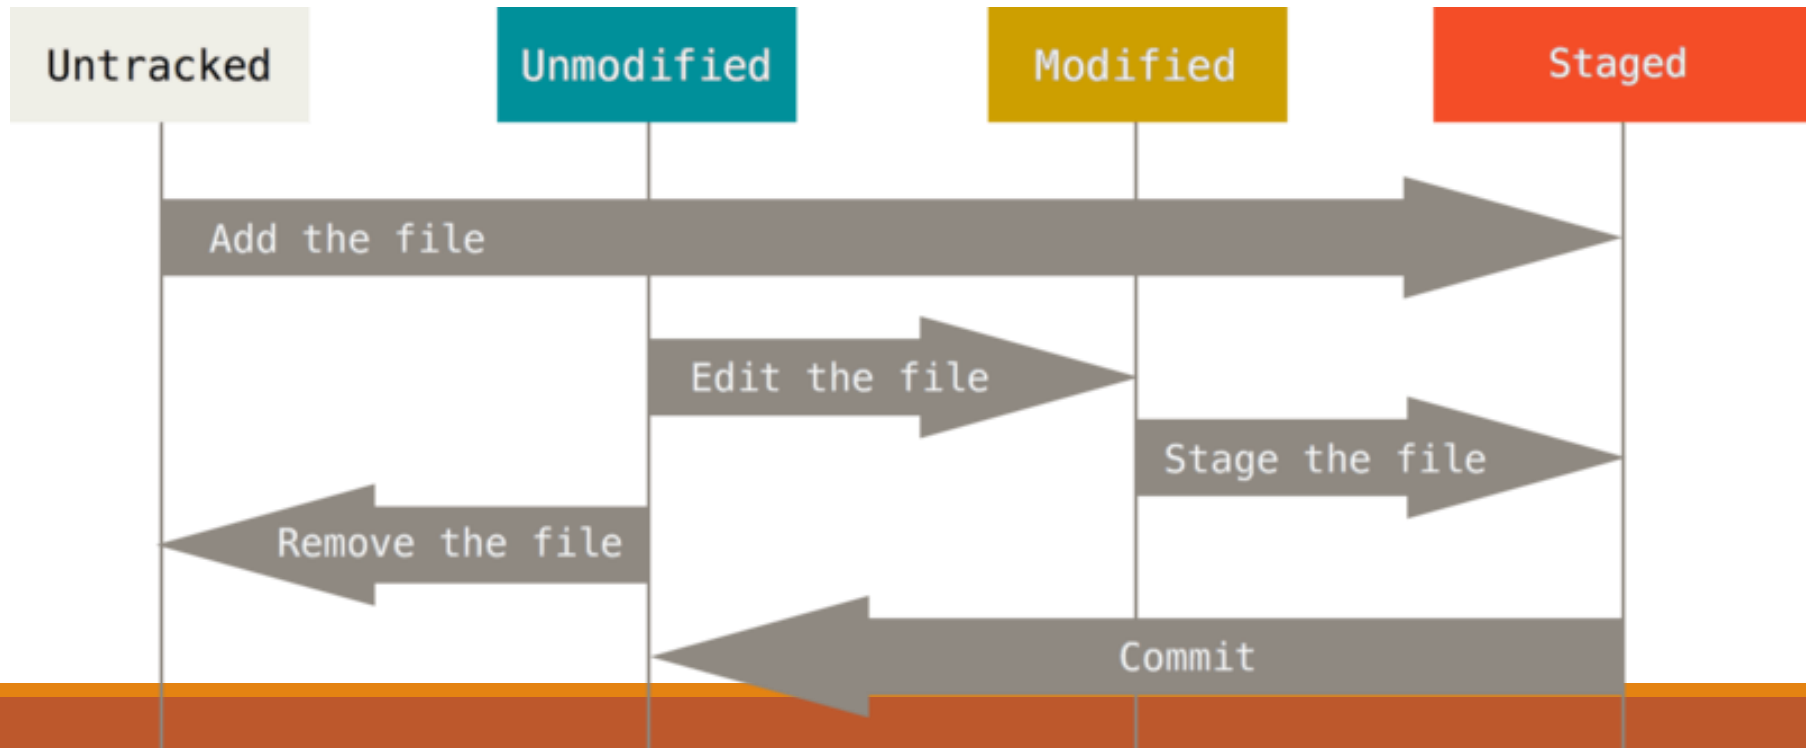 Untracked
Unmodified
Modified
Staged
Add the file
Edit the file
Stage the file
Remove the file
Commit